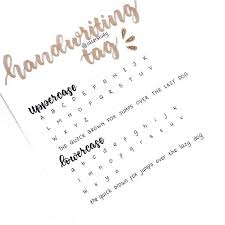 handwriting
tag
uppercase
A B C D E F G H I J K
L M N O P Q R S T U V
W X Y Z
THE QUICK BROWN FOX JUMPS OVER THE LAZY DOG
lowercase
a b c d e f g h i j k
l m n o p q r s t u v
w x y z
the quick brown fox jumps over the lazy dog